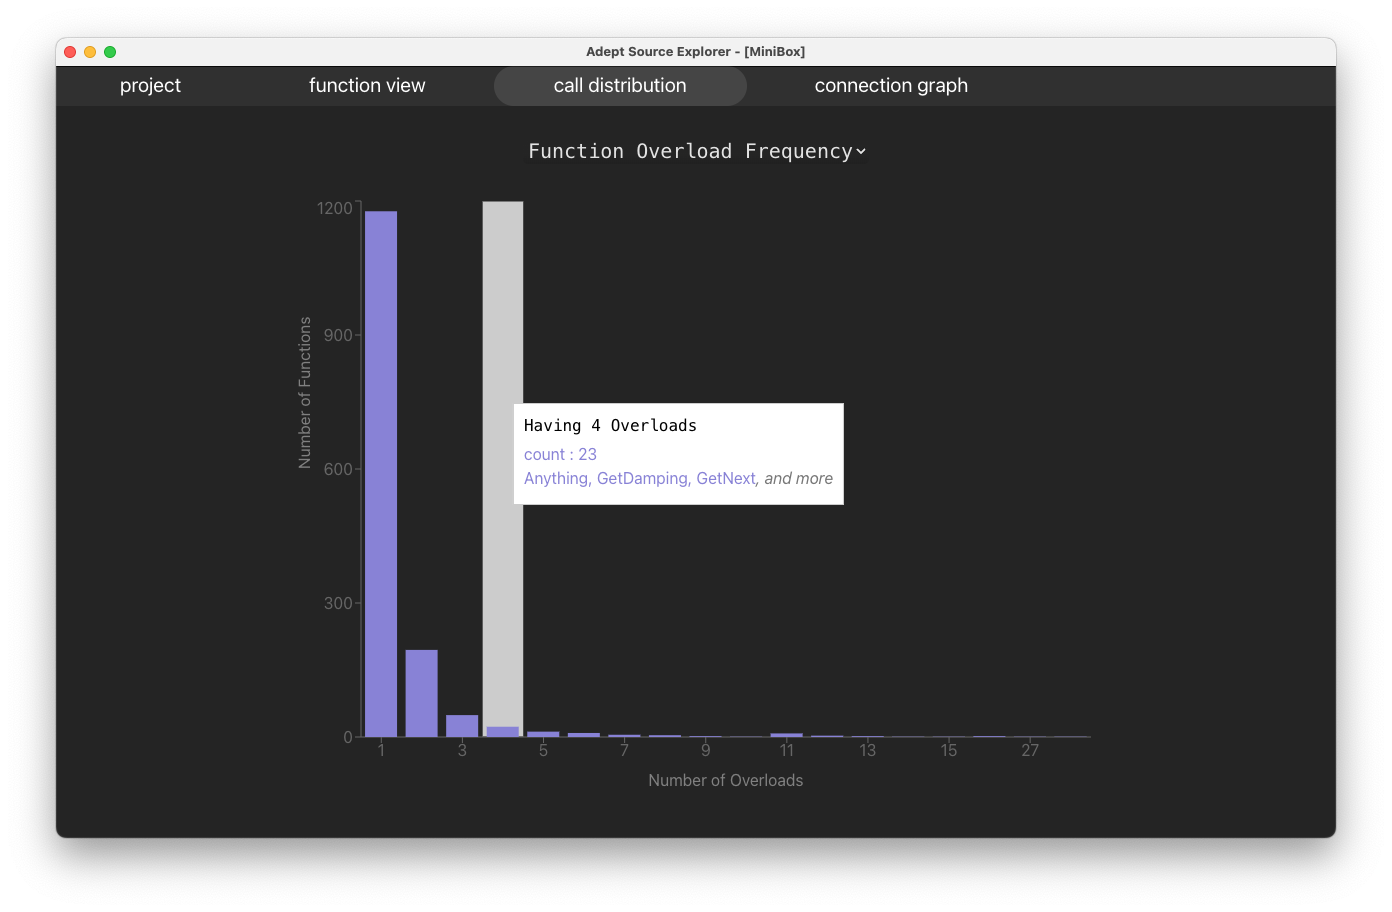 Adept Source Explorer - [MiniBox]
project function view call distribution connection graph
Function Overload Frequency
1200
900
600
300
0
Number of Functions
Having 4 Overloads
count : 23
Anything, GetDamping, GetNext, and more
1 3 5 7 9 11 13 15 27
Number of Overloads